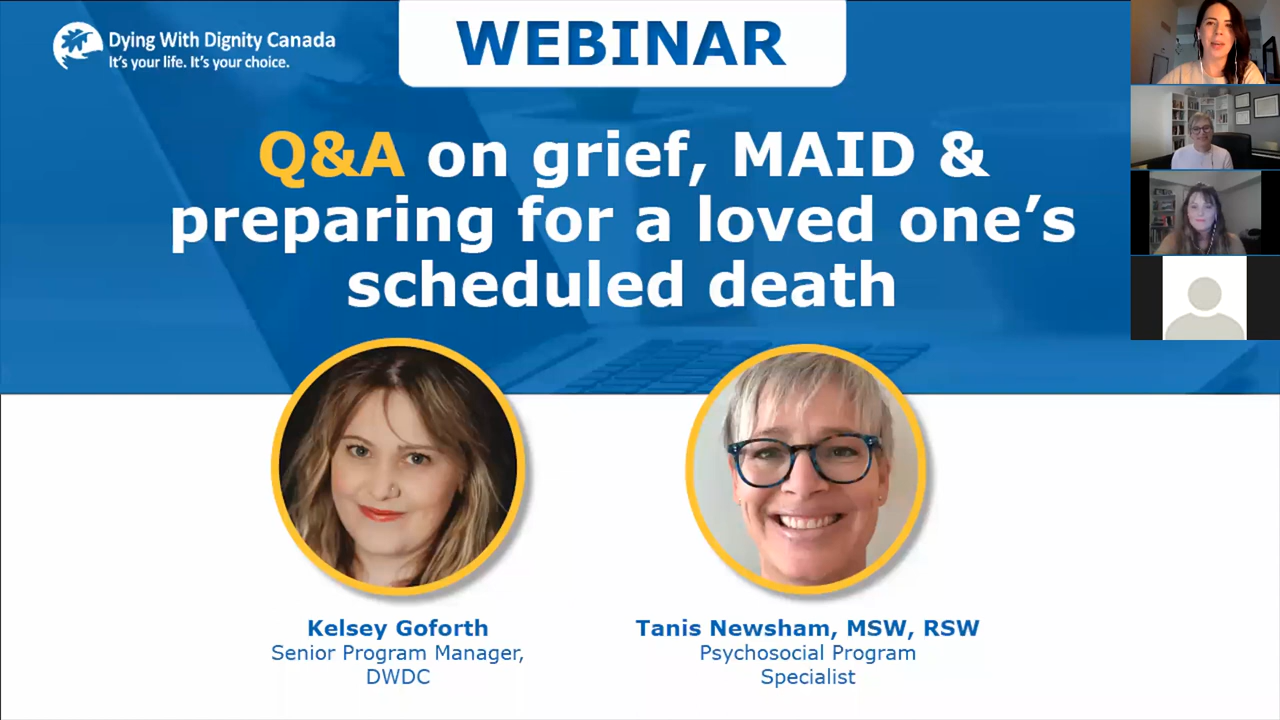 Dying With Dignity Canada
It's your life. It's your choice.
WEBINAR
Q&A on grief, MAID &
preparing for a loved one’s
scheduled death
Kelsey Goforth
Senior Program Manager,
DWDC
Tanis Newsham, MSW, RSW
Psychosocial Program
Specialist